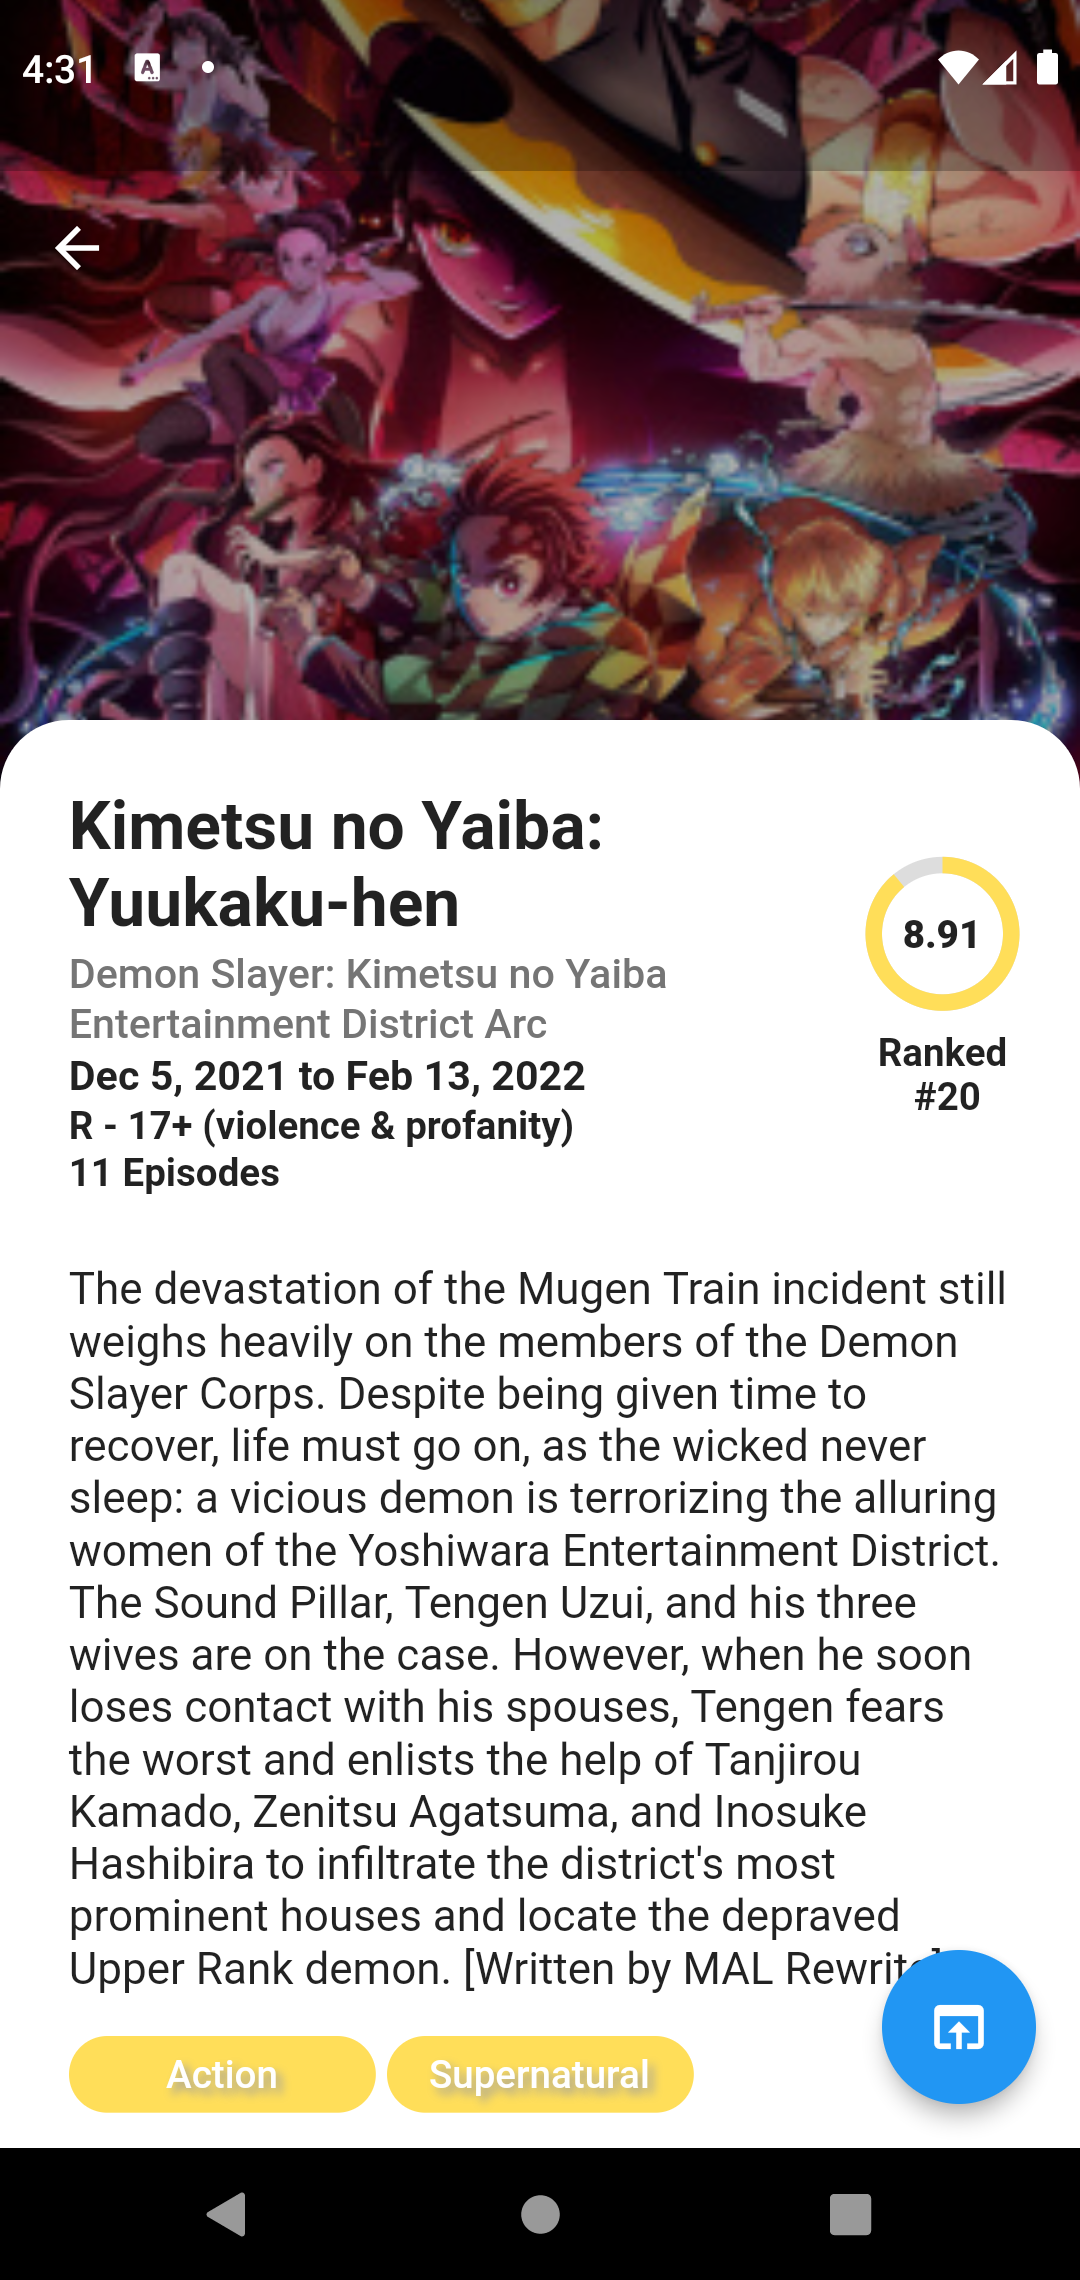 4:31
Kimetsu no Yaiba:
Yuukaku-hen
Demon Slayer: Kimetsu no Yaiba
Entertainment District Arc
Dec 5, 2021 to Feb 13, 2022
R - 17+ (violence & profanity)
11 Episodes
8.91
Ranked
#20
The devastation of the Mugen Train incident still
weighs heavily on the members of the Demon
Slayer Corps. Despite being given time to
recover, life must go on, as the wicked never
sleep: a vicious demon is terrorizing the alluring
women of the Yoshiwara Entertainment District.
The Sound Pillar, Tengen Uzui, and his three
wives are on the case. However, when he soon
loses contact with his spouses, Tengen fears
the worst and enlists the help of Tanjirou
Kamado, Zenitsu Agatsuma, and Inosuke
Hashibira to infiltrate the district's most
prominent houses and locate the depraved
Upper Rank demon. [Written by MAL Rewrite]
Action
Supernatural